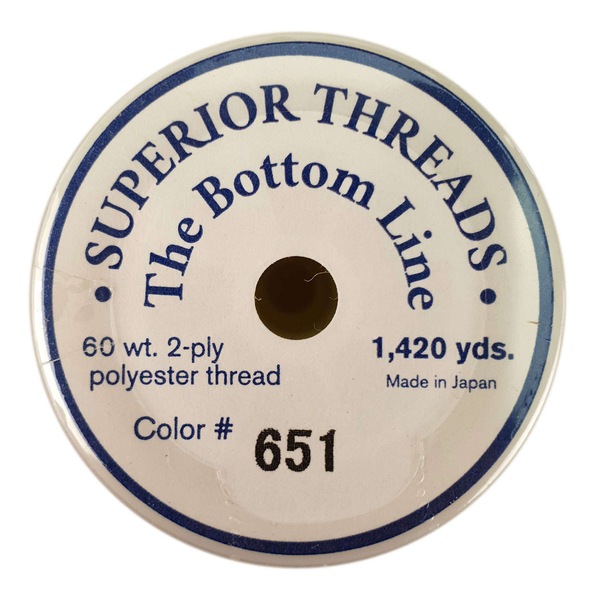 • SUPERIOR THREADS •
The Bottom Line
60 wt. 2-ply
polyester thread
1,420 yds.
Made in Japan
Color #
651